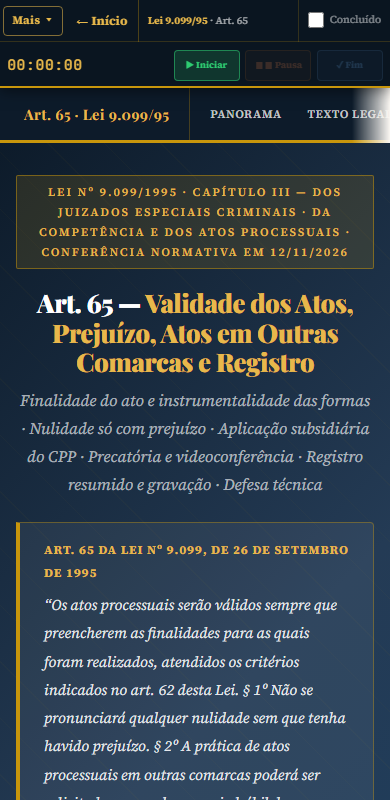 Mais ▾ ← Início Lei 9.099/95 · Art. 65 Concluído
00:00:00 ▶ Iniciar ▮▮ Pausa ✓ Fim
Art. 65 · Lei 9.099/95 PANORAMA TEXTO LEGA
LEI Nº 9.099/1995 · CAPÍTULO III — DOS
JUIZADOS ESPECIAIS CRIMINAIS · DA
COMPETÊNCIA E DOS ATOS PROCESSUAIS ·
CONFERÊNCIA NORMATIVA EM 12/11/2026
Art. 65 — Validade dos Atos,
Prejuízo, Atos em Outras
Comarcas e Registro
Finalidade do ato e instrumentalidade das formas
· Nulidade só com prejuízo · Aplicação subsidiária
do CPP · Precatória e videoconferência · Registro
resumido e gravação · Defesa técnica
ART. 65 DA LEI Nº 9.099, DE 26 DE SETEMBRO
DE 1995
“Os atos processuais serão válidos sempre que
preencherem as finalidades para as quais
foram realizados, atendidos os critérios
indicados no art. 62 desta Lei. § 1º Não se
pronunciará qualquer nulidade sem que tenha
havido prejuízo. § 2º A prática de atos
processuais em outras comarcas poderá ser